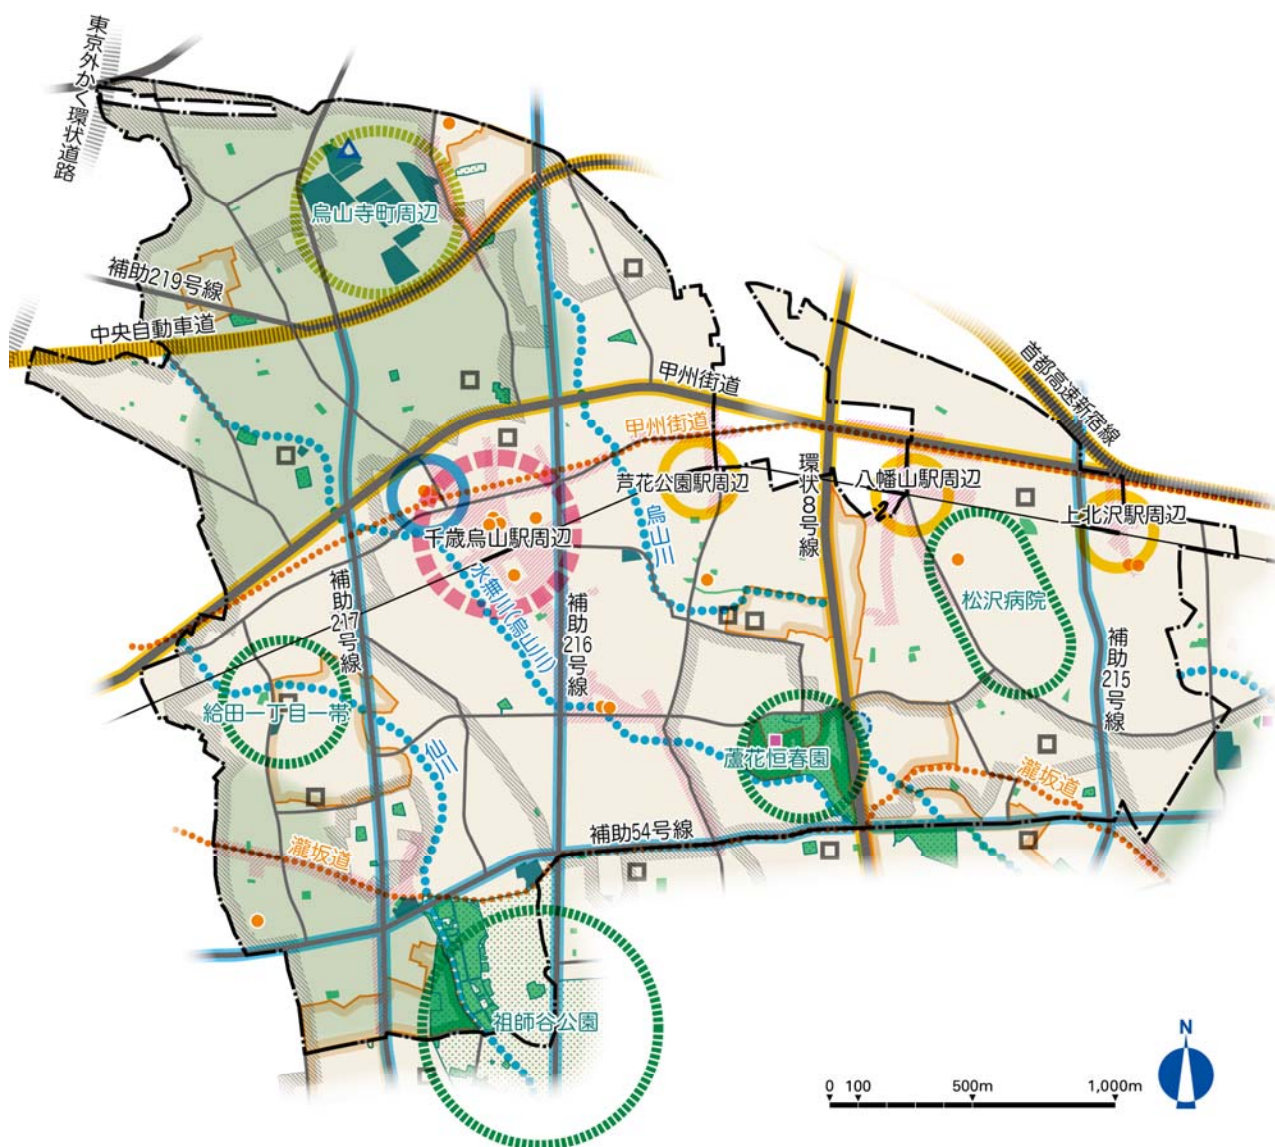 東京外かく環状道路
烏山寺町周辺
補助219号線
中央自動車道
甲州街道
首都高速新宿線
甲州街道
芦花公園駅周辺
環状8号線
八幡山駅周辺
上北沢駅周辺
千歳烏山駅周辺
烏山川
水無川(烏山川)
松沢病院
補助217号線
補助216号線
補助215号線
給田一丁目一帯
仙川
蘆花恒春園
瀧坂道
補助54号線
瀧坂道
祖師谷公園
N
0 100 500m 1,000m